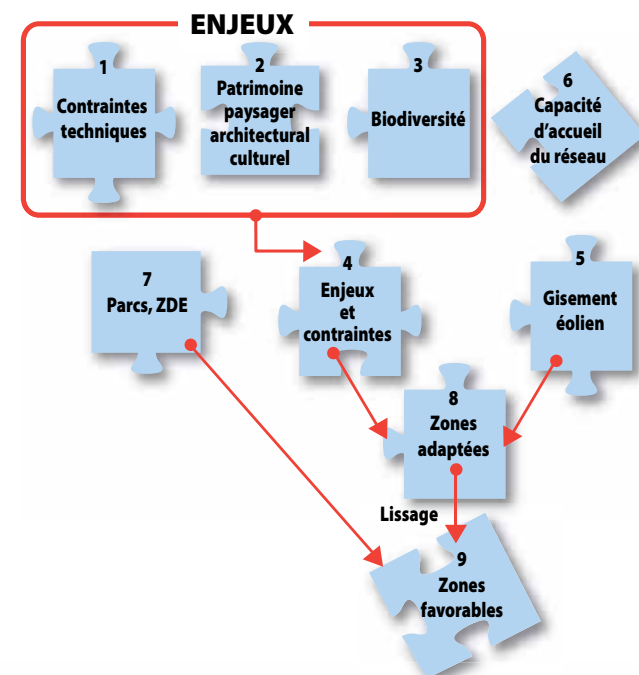 ENJEUX
1
Contraintes
techniques
2
Patrimoine
paysager
architectural
culturel
3
Biodiversité
6
Capacité
d'accueil
du réseau
7
Parcs, ZDE
4
Enjeux
et
contraintes
5
Gisement
éolien
8
Zones
adaptées
Lissage
9
Zones
favorables